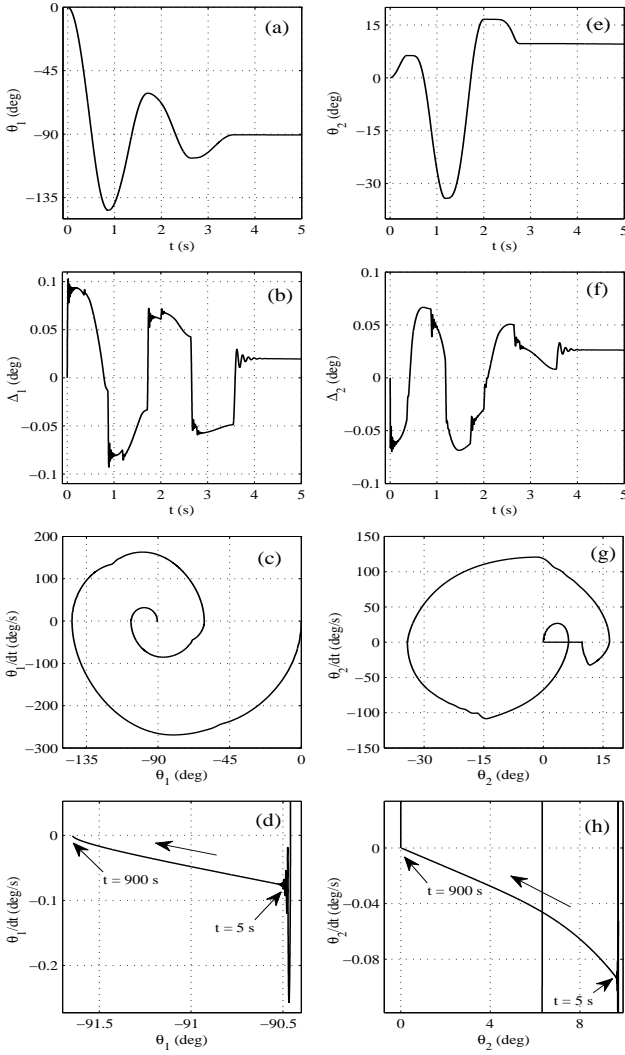 (a)
0
−45
−90
−135
θ1 (deg)
0 1 2 3 4 5
t (s)
(e)
15
0
−15
−30
θ2 (deg)
0 1 2 3 4 5
t (s)
(b)
0.1
0.05
0
−0.05
−0.1
Δ1 (deg)
0 1 2 3 4 5
t (s)
(f)
0.1
0.05
0
−0.05
−0.1
Δ2 (deg)
0 1 2 3 4 5
t (s)
(c)
200
100
0
−100
−200
−300
θ1/dt (deg/s)
−135 −90 −45 0
θ1 (deg)
(g)
150
100
50
0
−50
−100
−150
θ2/dt (deg/s)
−30 −15 0 15
θ2 (deg)
(d)
0
−0.1
−0.2
θ1/dt (deg/s)
t = 900 s
t = 5 s
−91.5 −91 −90.5
θ1 (deg)
(h)
0
−0.04
−0.08
θ2/dt (deg/s)
t = 900 s
t = 5 s
0 4 8
θ2 (deg)